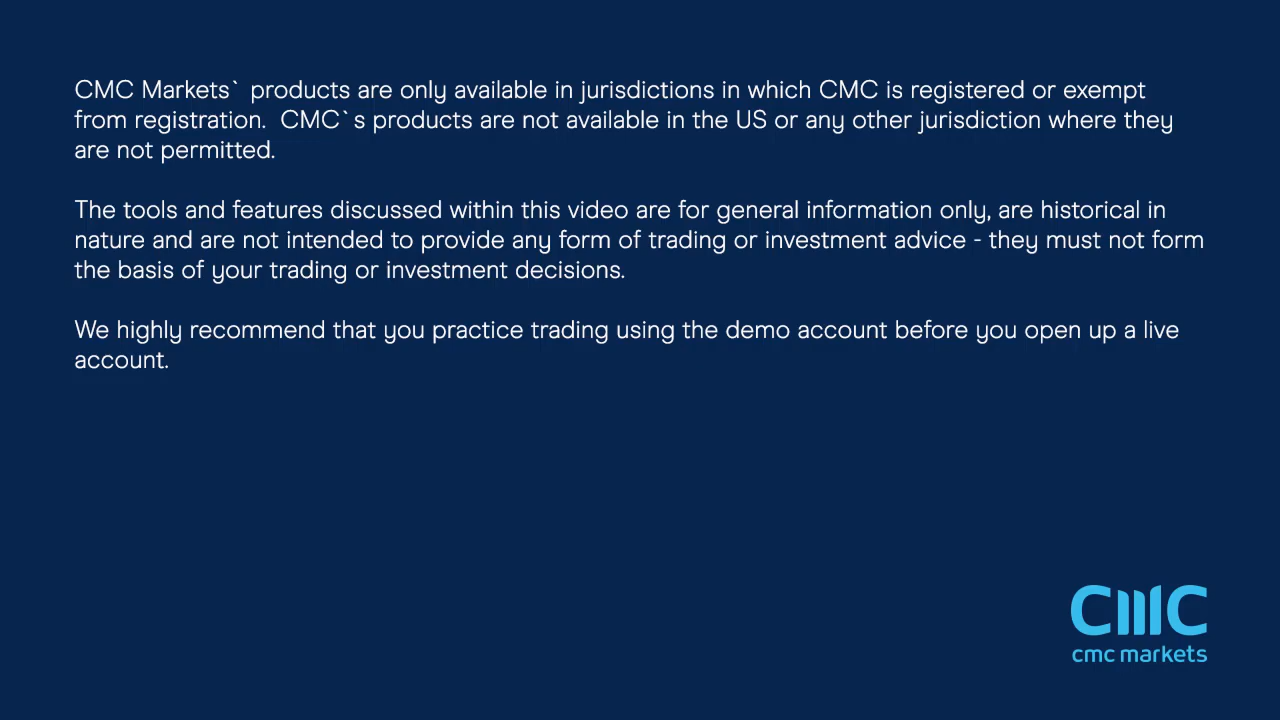 CMC Markets` products are only available in jurisdictions in which CMC is registered or exempt
from registration.  CMC`s products are not available in the US or any other jurisdiction where they
are not permitted.
The tools and features discussed within this video are for general information only, are historical in
nature and are not intended to provide any form of trading or investment advice - they must not form
the basis of your trading or investment decisions.
We highly recommend that you practice trading using the demo account before you open up a live
account.
CMC
cmc markets